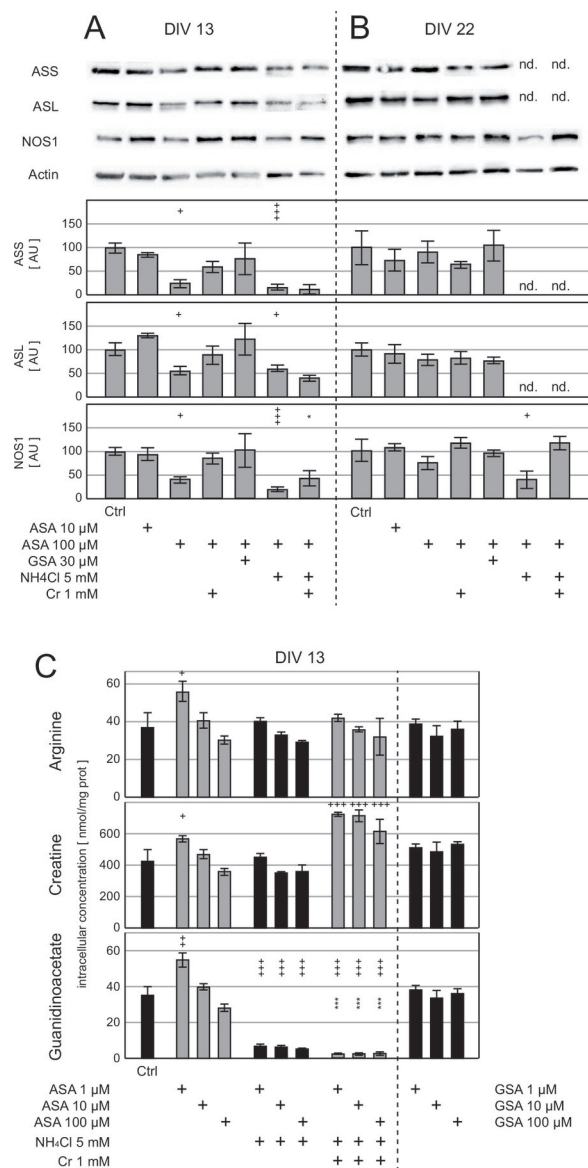 A DIV 13 B DIV 22
ASS nd. nd.
ASL nd. nd.
NOS1
Actin
+ +++
ASS [ AU ]
150
100
50
0
nd. nd.
+ +
ASL [ AU ]
150
100
50
0
nd. nd.
+ +++ * +
NOS1 [ AU ]
150
100
50
0
Ctrl Ctrl
ASA 10 µM + +
ASA 100 µM + + + + + + + + + +
GSA 30 µM + +
NH4Cl 5 mM + + + +
Cr 1 mM + + + +
C DIV 13
intracellular concentration [ nmol/mg prot ]
+
Arginine
60
40
20
0
+ +++ +++ +++
Creatine
600
400
200
0
++ +++ +++ +++ +++ +++ +++
*** *** ***
Guanidinoacetate
60
40
20
0
Ctrl
ASA 1 µM + + + + GSA 1 µM
ASA 10 µM + + + + GSA 10 µM
ASA 100 µM + + + + GSA 100 µM
NH₄Cl 5 mM + + + + + +
Cr 1 mM + + +